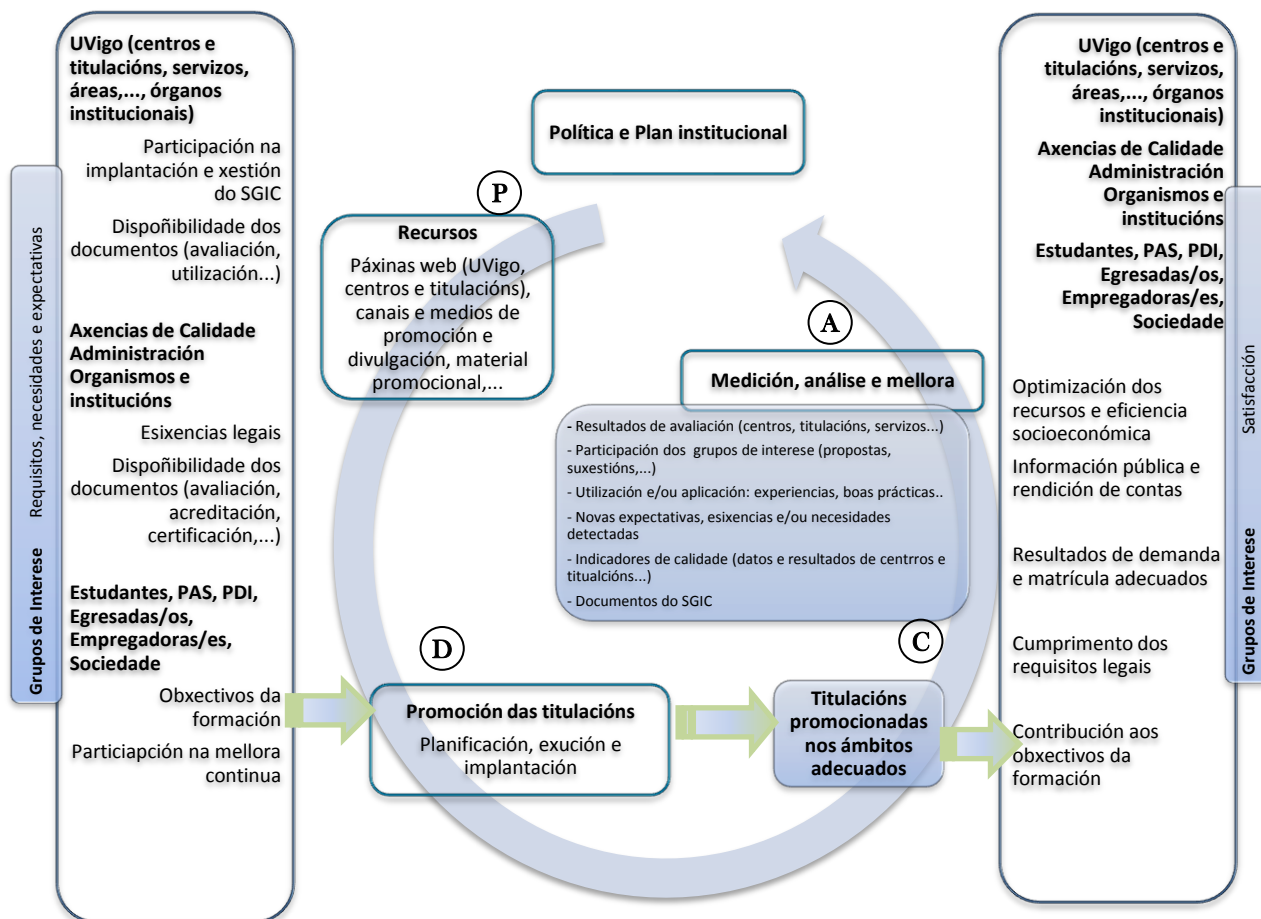 UVigo (centros e
titulacións, servizos,
áreas,..., órganos
institucionais)
Participación na
implantación e xestión
do SGIC
Dispoñibilidade dos
documentos (avaliación,
utilización...)
Axencias de Calidade
Administración
Organismos e
institucións
Esixencias legais
Dispoñibilidade dos
documentos (avaliación,
acreditación,
certificación,...)
Estudantes, PAS, PDI,
Egresadas/os,
Empregadoras/es,
Sociedade
Obxectivos da
formación
Particiapción na mellora
continua
Grupos de Interese Requisitos, necesidades e expectativas
Política e Plan institucional
P
Recursos
Páxinas web (UVigo,
centros e titulacións),
canais e medios de
promoción e
divulgación, material
promocional,...
A
Medición, análise e mellora
- Resultados de avaliación (centros, titulacións, servizos...)
- Participación dos grupos de interese (propostas,
suxestións,...)
- Utilización e/ou aplicación: experiencias, boas prácticas..
- Novas expectativas, esixencias e/ou necesidades
detectadas
- Indicadores de calidade (datos e resultados de centrros e
titualcións...)
- Documentos do SGIC
D
C
Promoción das titulacións
Planificación, exución e
implantación
Titulacións
promocionadas
nos ámbitos
adecuados
UVigo (centros e
titulacións, servizos,
áreas,..., órganos
institucionais)
Axencias de Calidade
Administración
Organismos e
institucións
Estudantes, PAS, PDI,
Egresadas/os,
Empregadoras/es,
Sociedade
Optimización dos
recursos e eficiencia
socioeconómica
Información pública e
rendición de contas
Resultados de demanda
e matrícula adecuados
Cumprimento dos
requisitos legais
Contribución aos
obxectivos da
formación
Grupos de Interese Satisfacción